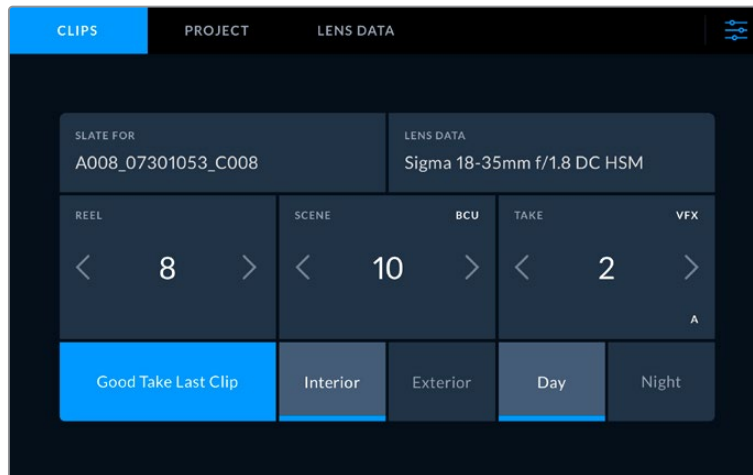 CLIPS PROJECT LENS DATA
SLATE FOR LENS DATA
A008_07301053_C008 Sigma 18-35mm f/1.8 DC HSM
REEL SCENE BCU TAKE VFX
8 10 2
A
Good Take Last Clip Interior Exterior Day Night